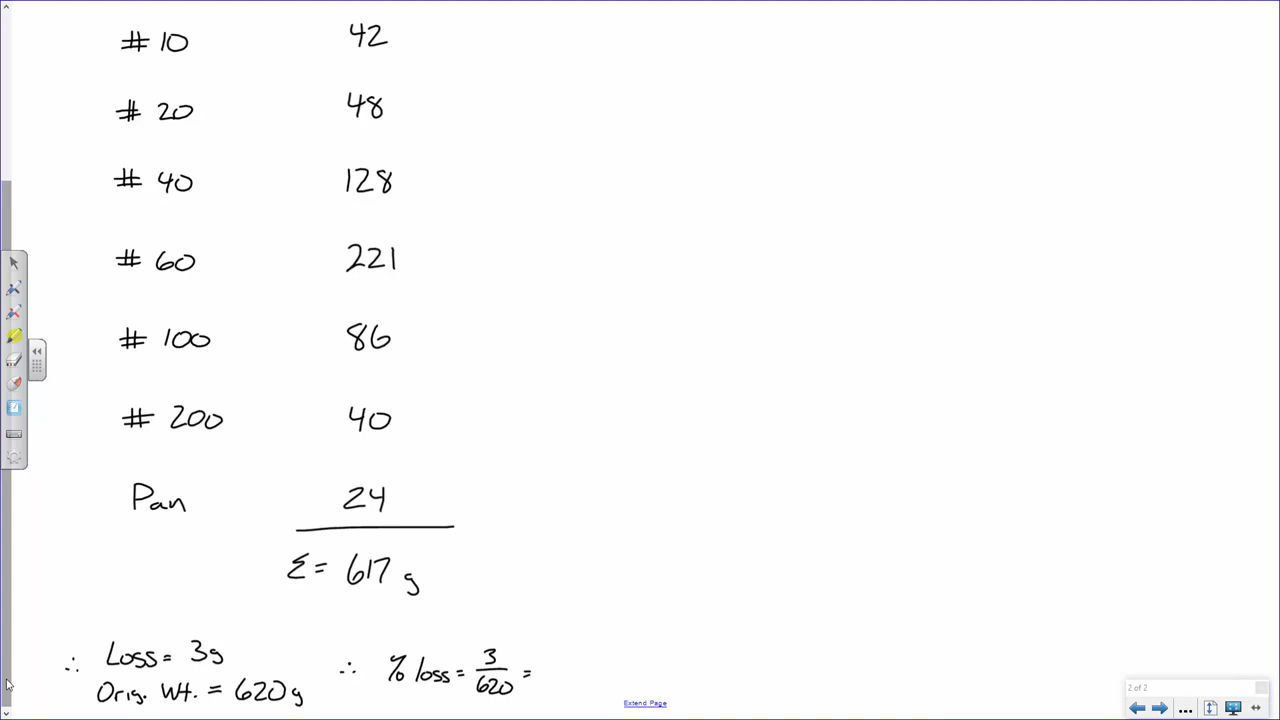 # 10 42
# 20 48
# 40 128
# 60 221
# 100 86
# 200 40
Pan 24
Σ = 617 g
∴ Loss = 3g
Orig. Wt. = 620 g
∴ % loss = 3/620 =
Extend Page
2 of 2